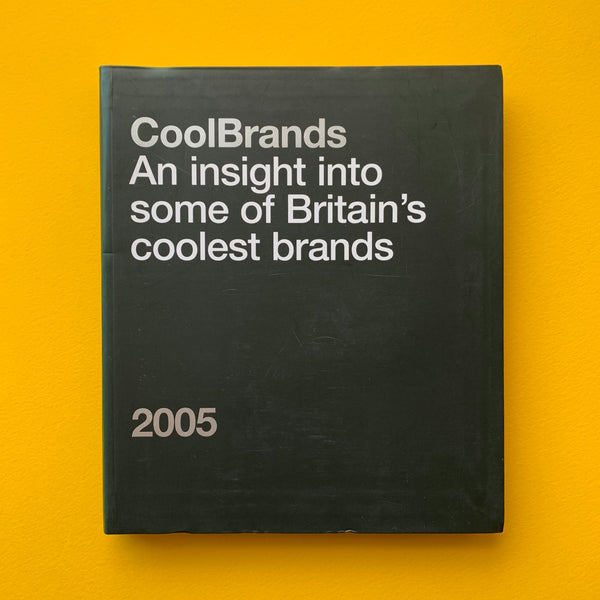 CoolBrands
An insight into
some of Britain's
coolest brands
2005